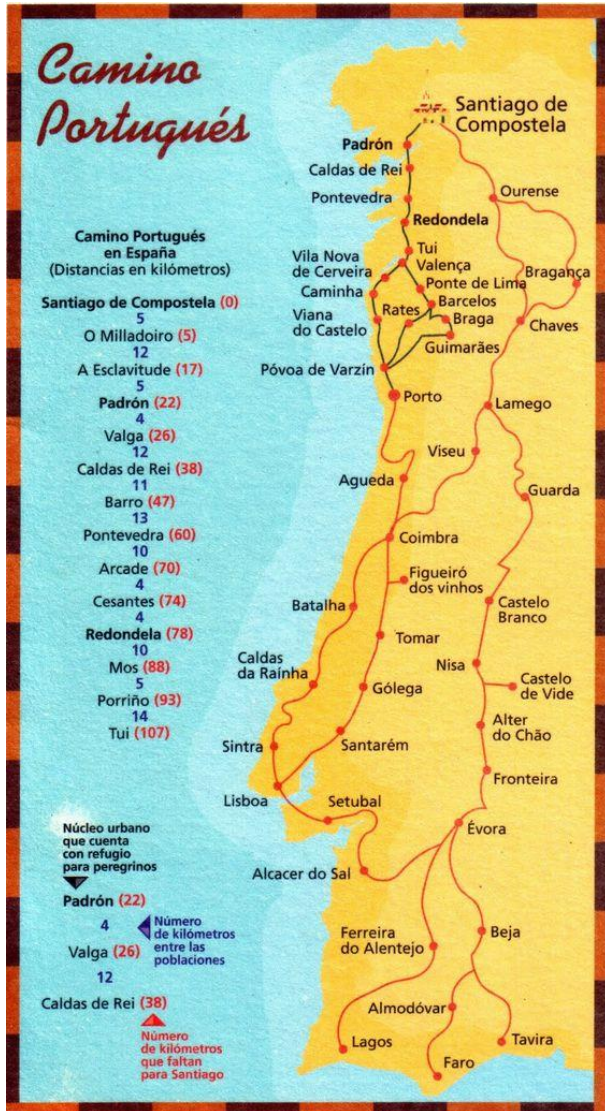 Camino
Portugués
Camino Portugués
en España
(Distancias en kilómetros)
Santiago de Compostela (0)
5
O Milladoiro (5)
12
A Esclavitude (17)
5
Padrón (22)
4
Valga (26)
12
Caldas de Rei (38)
11
Barro (47)
13
Pontevedra (60)
10
Arcade (70)
4
Cesantes (74)
4
Redondela (78)
10
Mos (88)
5
Porriño (93)
14
Tui (107)
Núcleo urbano
que cuenta
con refugio
para peregrinos
Padrón (22)
4
Número
de kilómetros
entre las
poblaciones
Valga (26)
12
Caldas de Rei (38)
Número
de kilómetros
que faltan
para Santiago
Santiago de
Compostela
Padrón
Caldas de Rei
Pontevedra
Ourense
Redondela
Tui
Vila Nova
de Cerveira
Valença
Bragança
Ponte de Lima
Caminha
Barcelos
Viana
do Castelo
Rates
Braga
Chaves
Guimarães
Póvoa de Varzín
Porto
Lamego
Viseu
Agueda
Guarda
Coimbra
Figueiró
dos vinhos
Batalha
Castelo
Branco
Tomar
Caldas
da Raínha
Nisa
Gólega
Castelo
de Vide
Alter
do Chão
Sintra
Santarém
Fronteira
Lisboa
Setubal
Évora
Alcacer do Sal
Ferreira
do Alentejo
Beja
Almodóvar
Lagos
Tavira
Faro